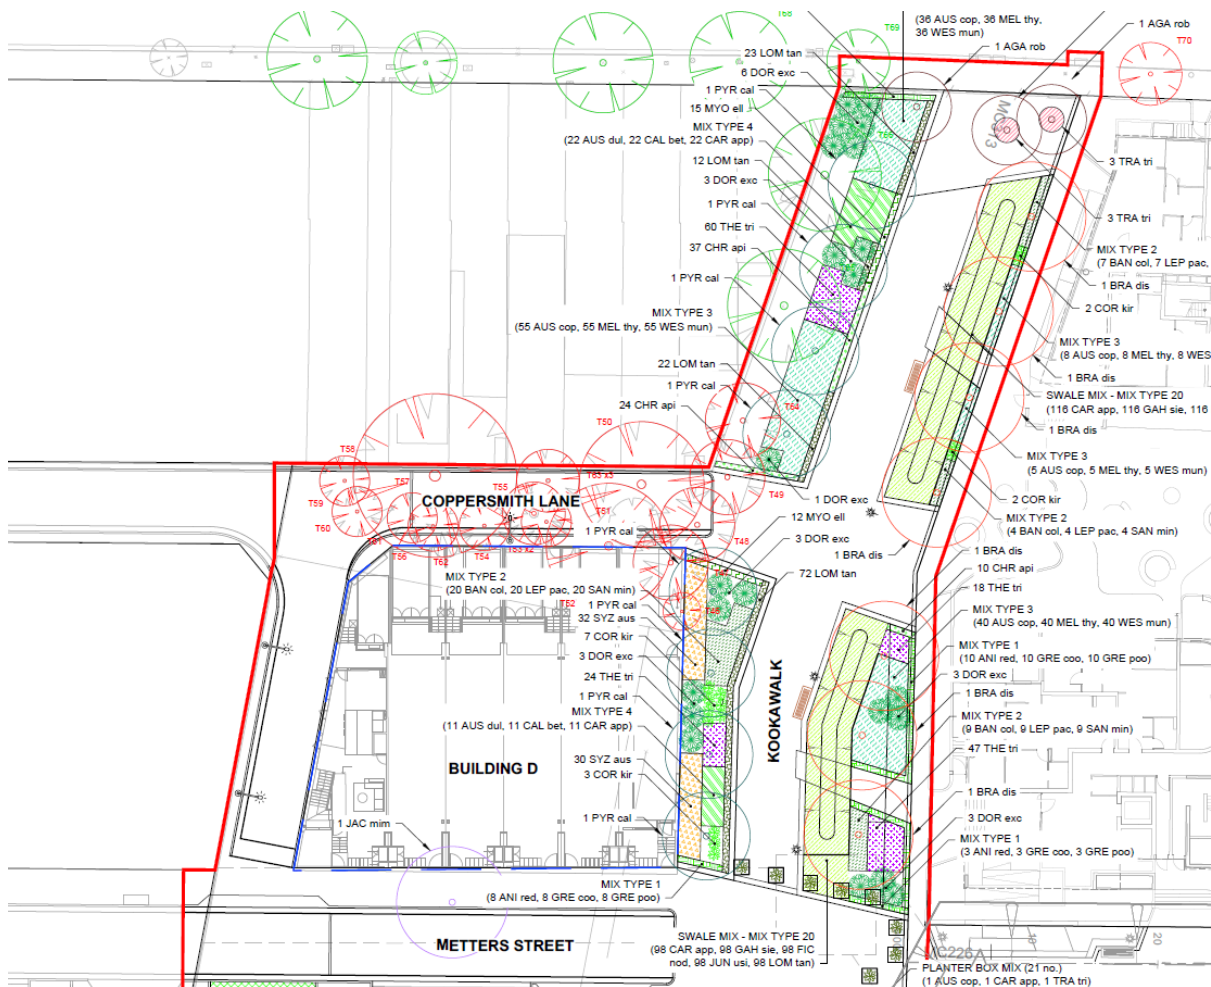 (36 AUS cop, 36 MEL thy,
36 WES mun)
1 AGA rob
1 AGA rob
T68
T69
T70
23 LOM tan
6 DOR exc
1 PYR cal
15 MYO ell
MIX TYPE 4
(22 AUS dul, 22 CAL bet, 22 CAR app)
12 LOM tan
3 DOR exc
1 PYR cal
60 THE tri
37 CHR api
1 PYR cal
MIX TYPE 3
(55 AUS cop, 55 MEL thy, 55 WES mun)
22 LOM tan
1 PYR cal
24 CHR api
T64
3 TRA tri
3 TRA tri
MIX TYPE 2
(7 BAN col, 7 LEP pac,
1 BRA dis
2 COR kir
MIX TYPE 3
(8 AUS cop, 8 MEL thy, 8 WES
1 BRA dis
SWALE MIX - MIX TYPE 20
(116 CAR app, 116 GAH sie, 116
1 BRA dis
MIX TYPE 3
(5 AUS cop, 5 MEL thy, 5 WES mun)
2 COR kir
MIX TYPE 2
(4 BAN col, 4 LEP pac, 4 SAN min)
T58
T50
T57
T55
T65 x3
T59
T60
T51
T49
T48
T56
T62
T54
COPPERSMITH LANE
1 DOR exc
12 MYO ell
3 DOR exc
1 BRA dis
72 LOM tan
1 PYR cal
MIX TYPE 2
(20 BAN col, 20 LEP pac, 20 SAN min)
T52
T46
1 PYR cal
32 SYZ aus
7 COR kir
3 DOR exc
24 THE tri
1 PYR cal
MIX TYPE 4
(11 AUS dul, 11 CAL bet, 11 CAR app)
30 SYZ aus
3 COR kir
1 PYR cal
BUILDING D
1 JAC mim
KOOKAWALK
1 BRA dis
10 CHR api
18 THE tri
MIX TYPE 3
(40 AUS cop, 40 MEL thy, 40 WES mun)
MIX TYPE 1
(10 ANI red, 10 GRE coo, 10 GRE poo)
3 DOR exc
1 BRA dis
MIX TYPE 2
(9 BAN col, 9 LEP pac, 9 SAN min)
47 THE tri
1 BRA dis
3 DOR exc
MIX TYPE 1
(3 ANI red, 3 GRE coo, 3 GRE poo)
MIX TYPE 1
(8 ANI red, 8 GRE coo, 8 GRE poo)
METTERS STREET
SWALE MIX - MIX TYPE 20
(98 CAR app, 98 GAH sie, 98 FIC
nod, 98 JUN usi, 98 LOM tan)
20
PLANTER BOX MIX (21 no.)
(1 AUS cop, 1 CAR app, 1 TRA tri)